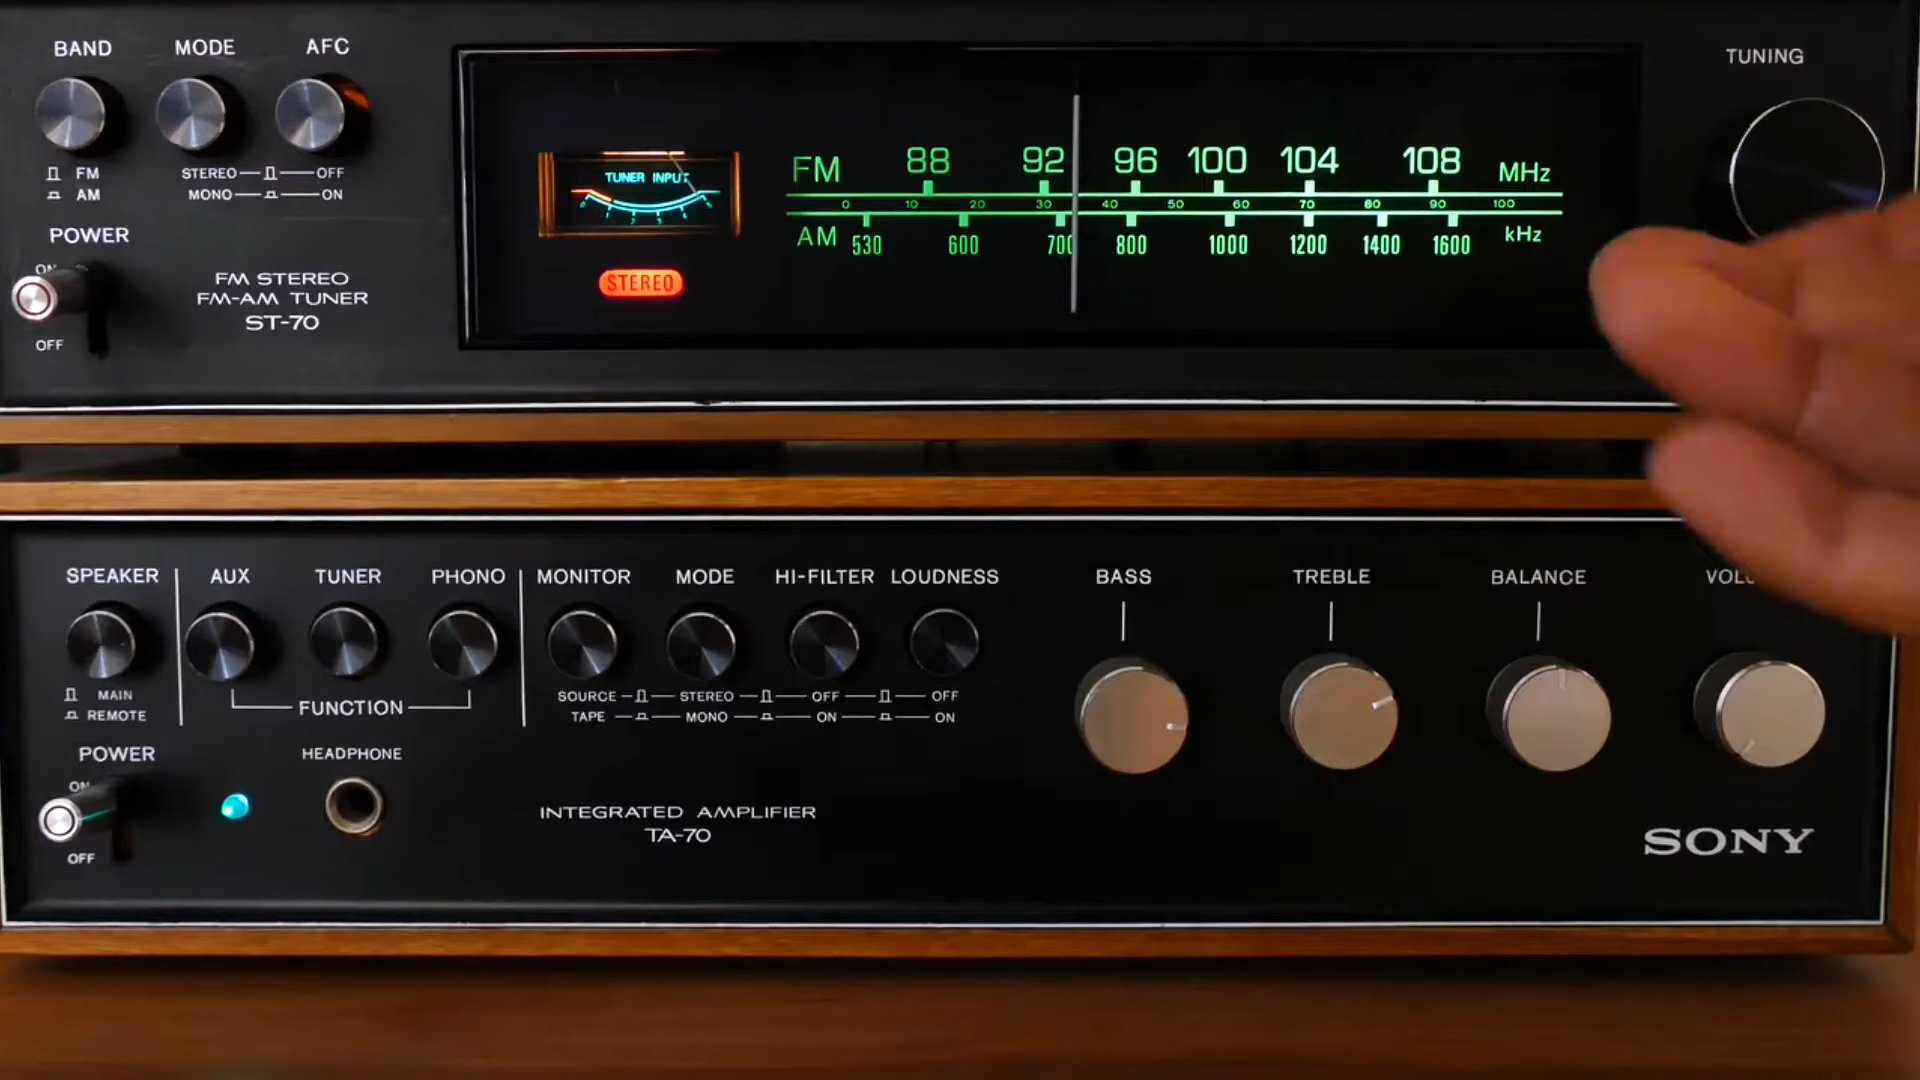 BAND MODE AFC
TUNING
FM STEREO OFF
AM MONO ON
POWER
ON
OFF
FM STEREO
FM-AM TUNER
ST-70
TUNER INPUT
STEREO
FM 88 92 96 100 104 108 MHz
0 10 20 30 40 50 60 70 80 90 100
AM 530 600 700 800 1000 1200 1400 1600 kHz
SPEAKER AUX TUNER PHONO MONITOR MODE HI-FILTER LOUDNESS BASS TREBLE BALANCE
MAIN SOURCE STEREO OFF OFF
REMOTE FUNCTION TAPE MONO ON ON
POWER HEADPHONE
ON
OFF
INTEGRATED AMPLIFIER
TA-70
SONY